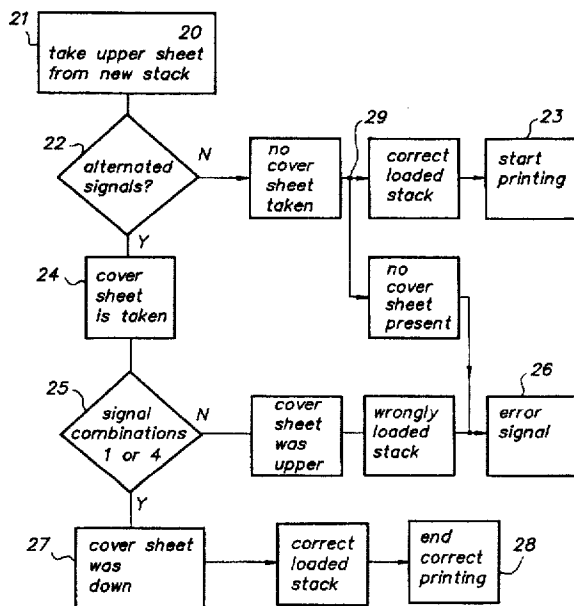 21
20
take upper sheet
from new stack
22
alternated
signals?
N
Y
no
cover
sheet
taken
29
correct
loaded
stack
23
start
printing
24
cover
sheet
is taken
no
cover
sheet
present
25
signal
combinations
1 or 4
N
Y
cover
sheet
was
upper
wrongly
loaded
stack
26
error
signal
27
cover sheet
was
down
correct
loaded
stack
end
correct
printing
28